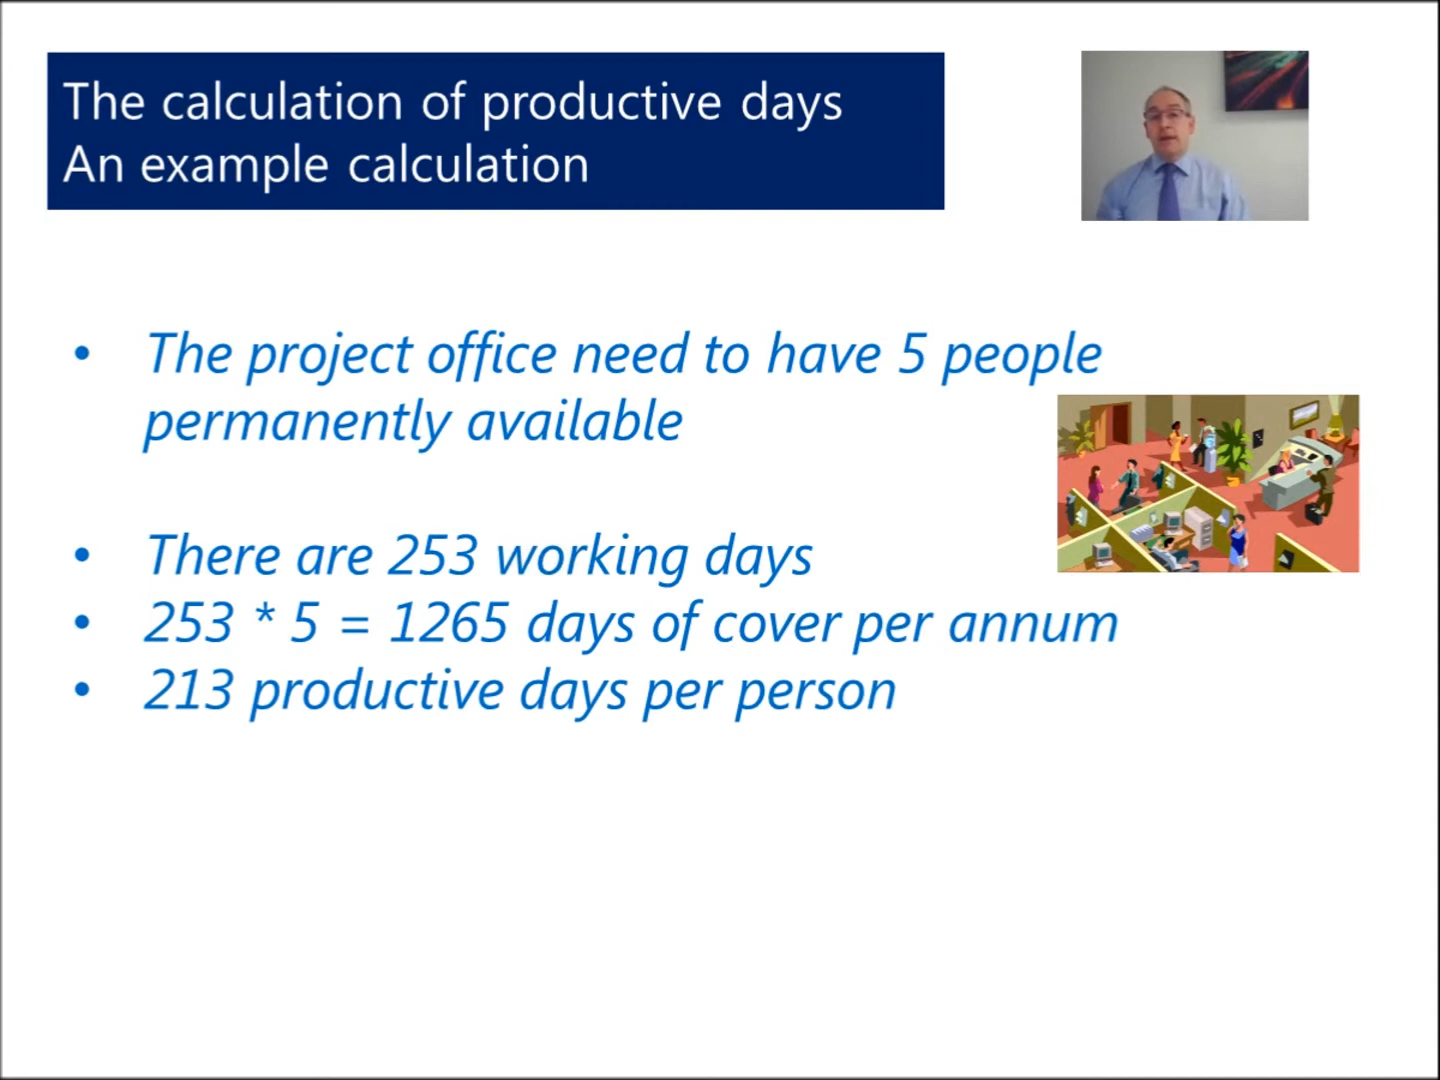 The calculation of productive days
An example calculation
• The project office need to have 5 people
permanently available
• There are 253 working days
• 253 * 5 = 1265 days of cover per annum
• 213 productive days per person